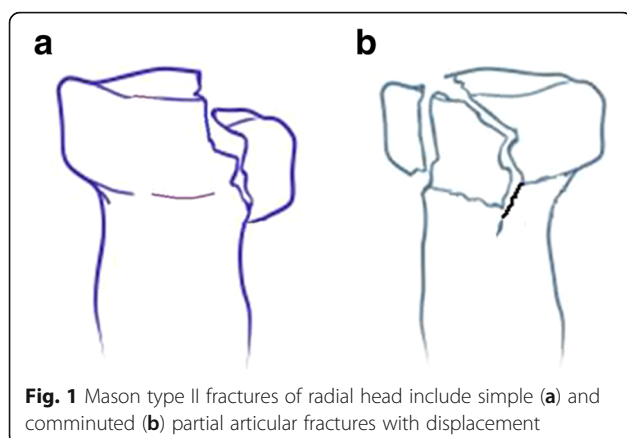 a b
Fig. 1 Mason type II fractures of radial head include simple (a) and
comminuted (b) partial articular fractures with displacement